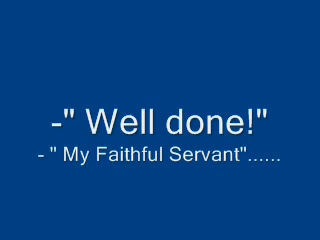 -" Well done!"
- " My Faithful Servant"......